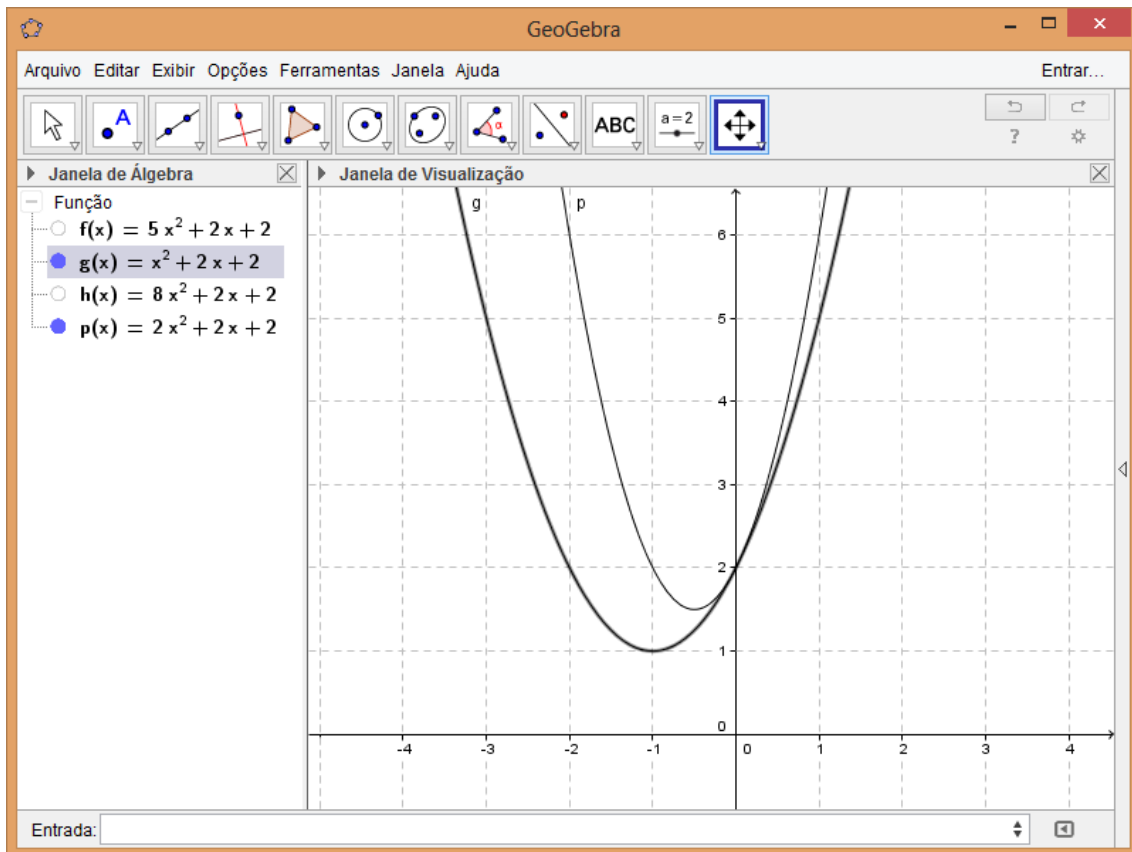 GeoGebra
Arquivo Editar Exibir Opções Ferramentas Janela Ajuda Entrar...
A α ABC a=2 ?
Janela de Álgebra
Função
f(x) = 5 x² + 2 x + 2
g(x) = x² + 2 x + 2
h(x) = 8 x² + 2 x + 2
p(x) = 2 x² + 2 x + 2
Janela de Visualização
g p
6
5
4
3
2
1
0
-4 -3 -2 -1 0 1 2 3 4
Entrada: